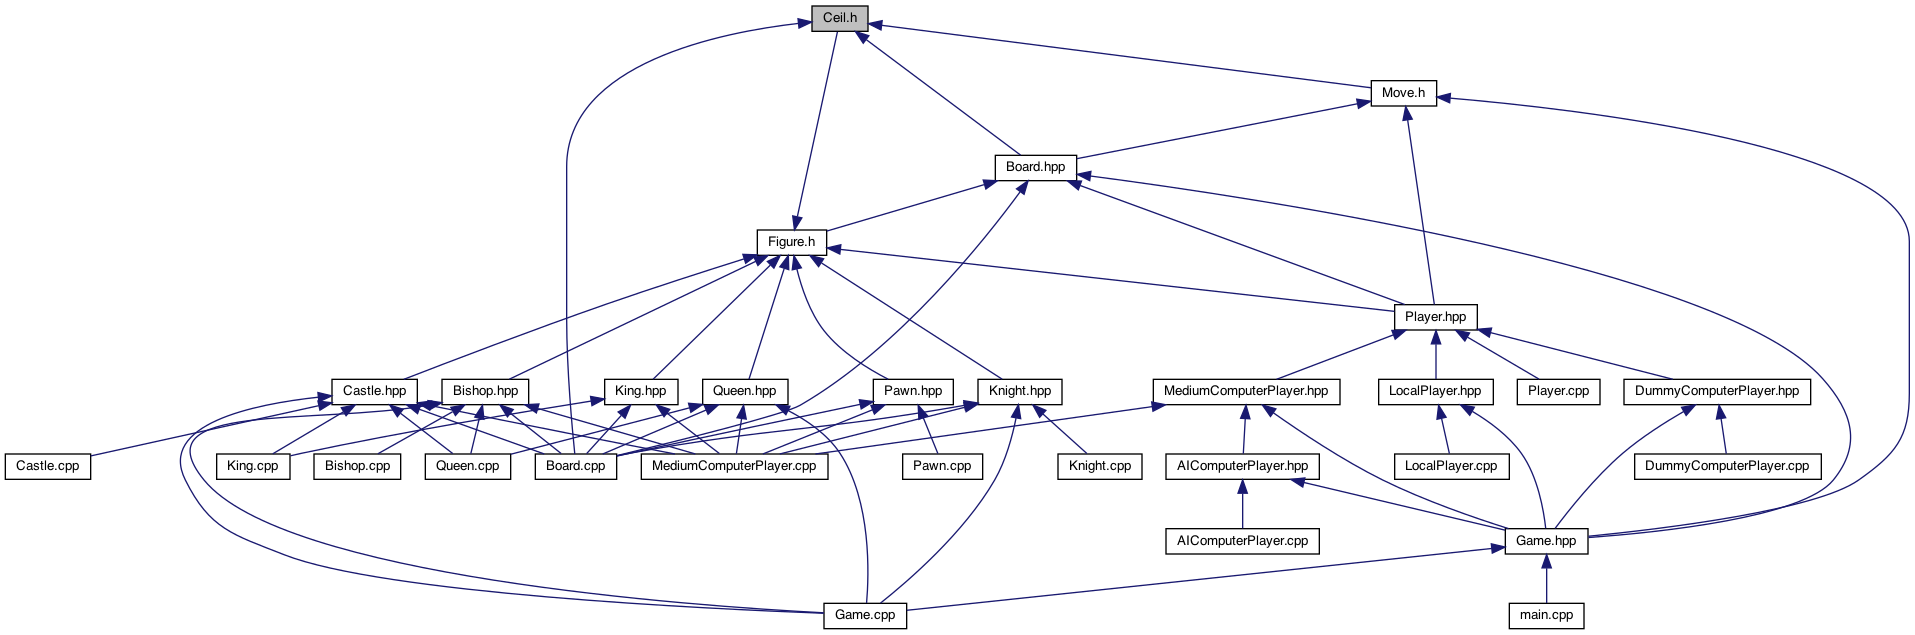 Ceil.h
Move.h
Board.hpp
Figure.h
Player.hpp
Castle.hpp
Bishop.hpp
King.hpp
Queen.hpp
Pawn.hpp
Knight.hpp
MediumComputerPlayer.hpp
LocalPlayer.hpp
Player.cpp
DummyComputerPlayer.hpp
Castle.cpp
King.cpp
Bishop.cpp
Queen.cpp
Board.cpp
MediumComputerPlayer.cpp
Pawn.cpp
Knight.cpp
AIComputerPlayer.hpp
LocalPlayer.cpp
DummyComputerPlayer.cpp
AIComputerPlayer.cpp
Game.hpp
Game.cpp
main.cpp